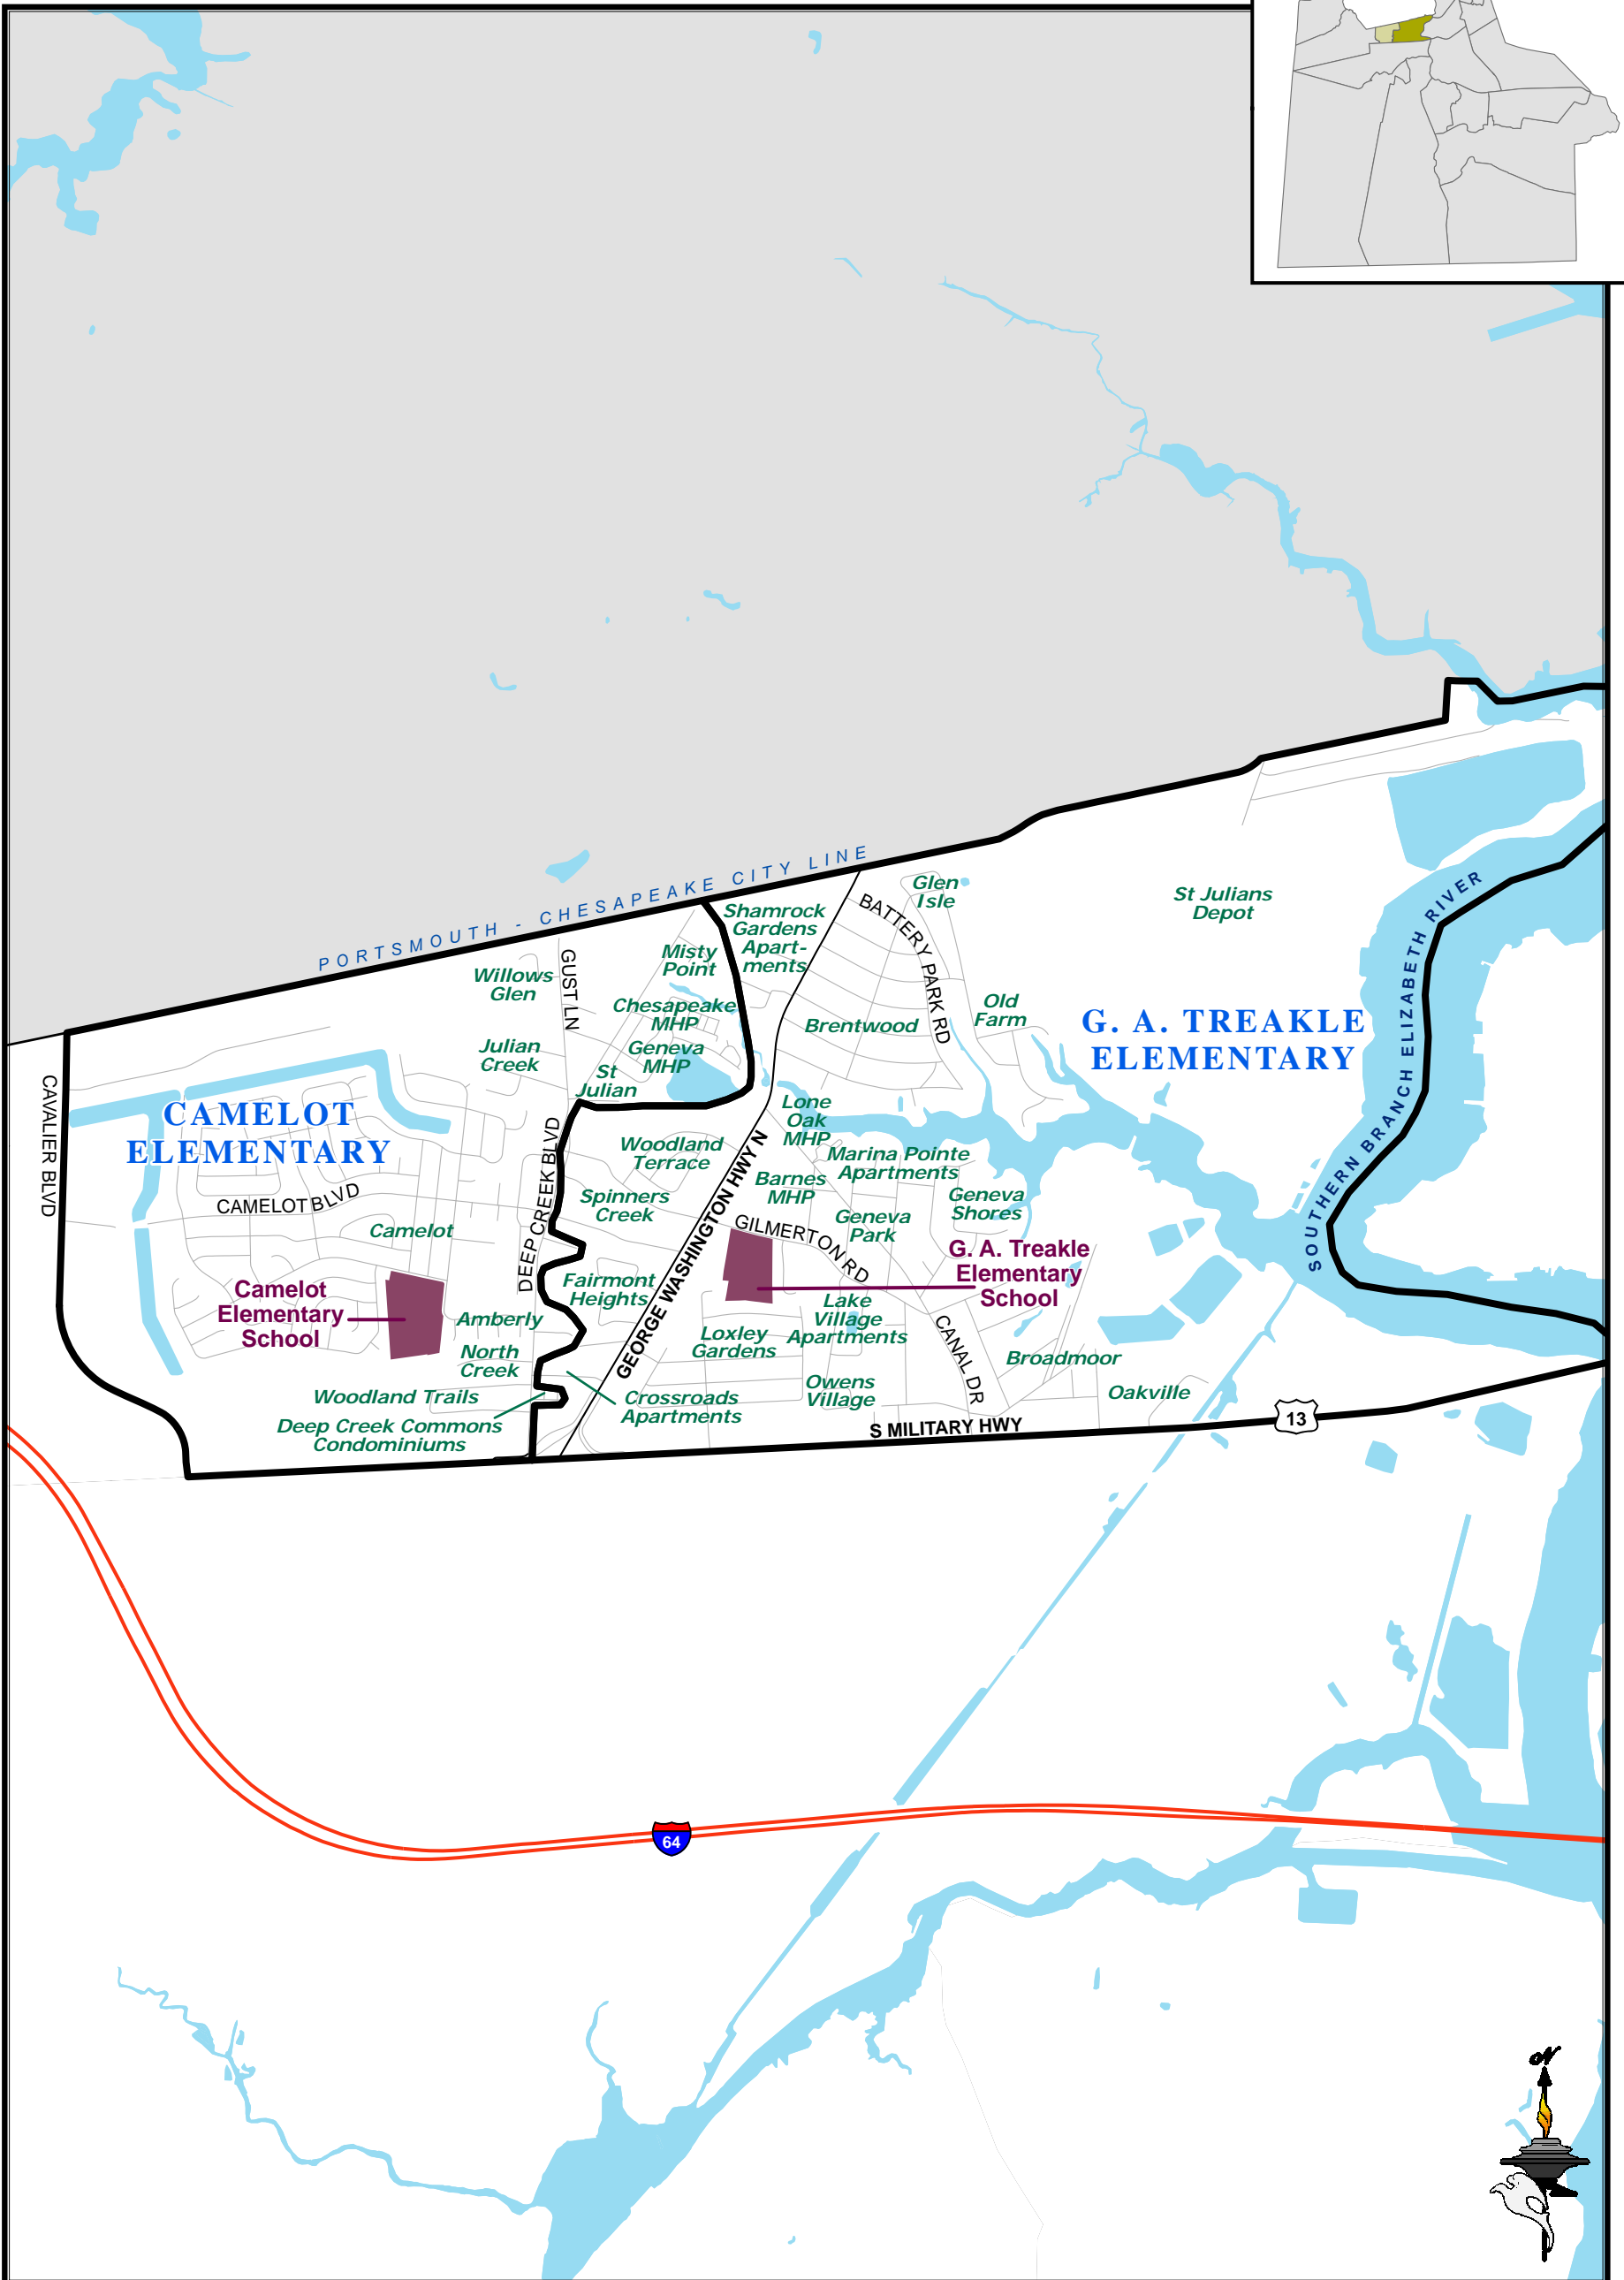 PORTSMOUTH - CHESAPEAKE CITY LINE
Glen
Isle
St Julians
Depot
Shamrock
Gardens
Apart-
ments
BATTERY PARK RD
Misty
Point
GUST LN
Willows
Glen
Chesapeake
MHP
Old
Farm
Brentwood
G. A. TREAKLE
ELEMENTARY
SOUTHERN BRANCH ELIZABETH RIVER
Julian
Creek
Geneva
MHP
St
Julian
CAVALIER BLVD
CAMELOT
ELEMENTARY
Lone
Oak
MHP
Woodland
Terrace
Marina Pointe
Apartments
DEEP CREEK BLVD
GEORGE WASHINGTON HWY N
Barnes
MHP
CAMELOT BLVD
Spinners
Creek
Geneva
Shores
Geneva
Park
Camelot
GILMERTON RD
G. A. Treakle
Elementary
School
Camelot
Elementary
School
Fairmont
Heights
Lake
Village
Apartments
Amberly
Loxley
Gardens
CANAL DR
North
Creek
Broadmoor
Woodland Trails
Owens
Village
Oakville
Crossroads
Apartments
Deep Creek Commons
Condominiums
S MILITARY HWY
13
64
N